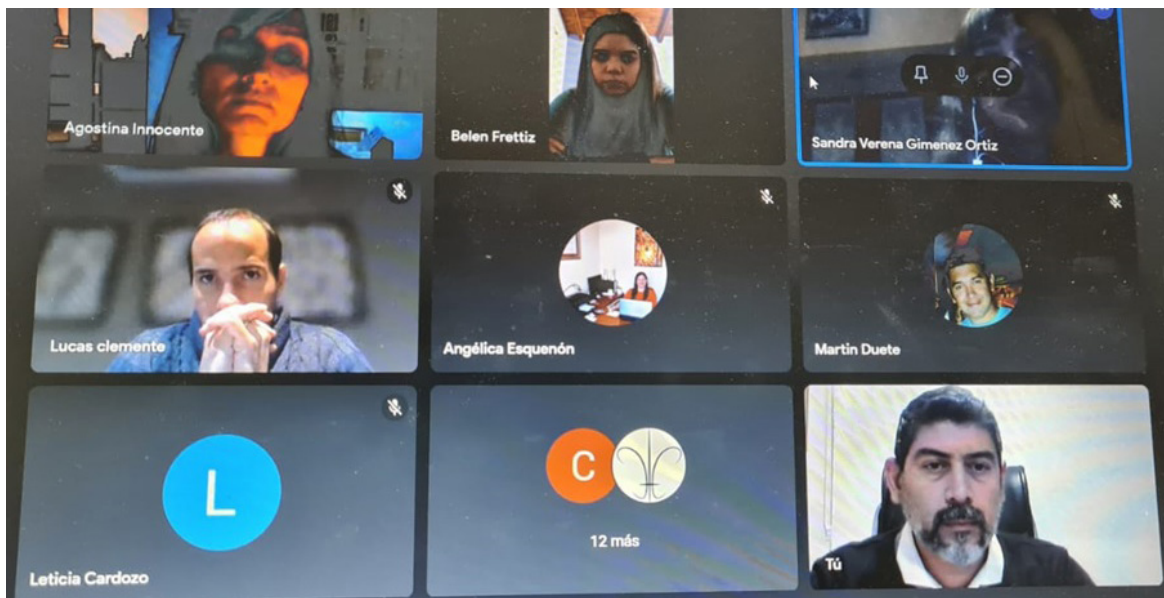 Agostina Innocente
Belen Frettiz
Sandra Verena Gimenez Ortiz
Lucas clemente
Angélica Esquenón
Martin Duete
L
Leticia Cardozo
C
12 más
Tú